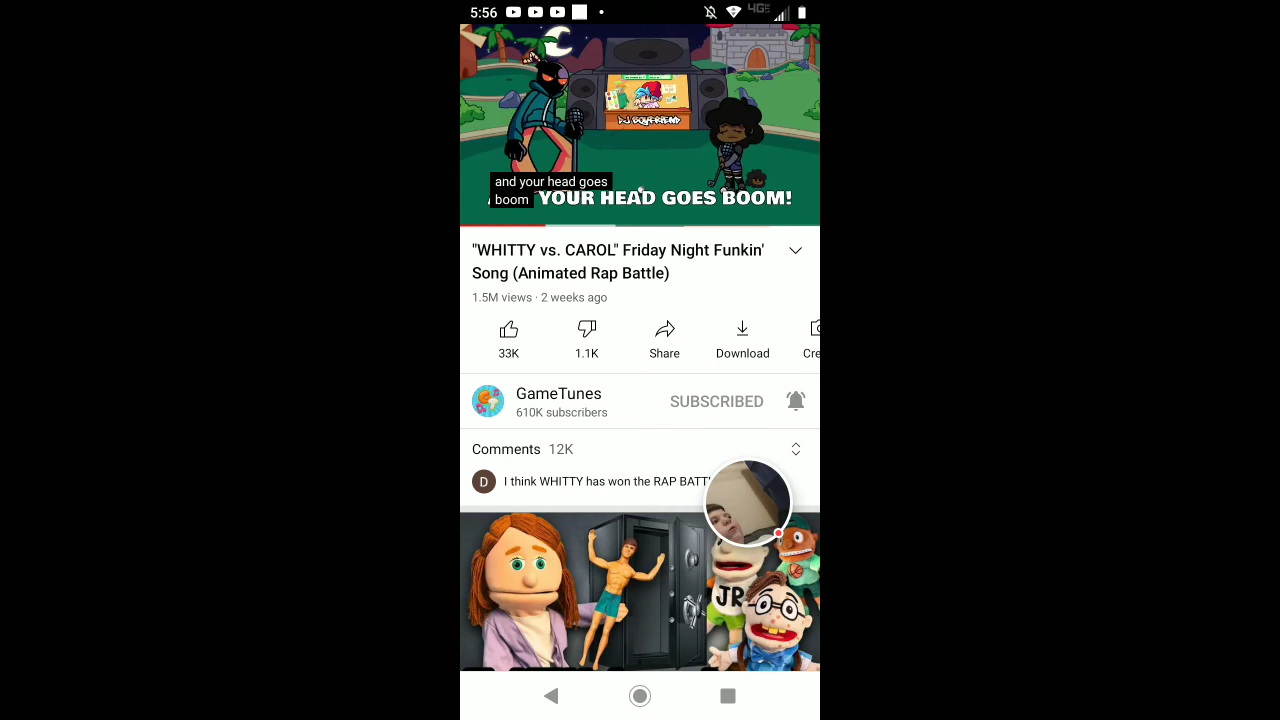 5:56
4G
DJ BOYFRIEND
and your head goes
boom YOUR HEAD GOES BOOM!
"WHITTY vs. CAROL" Friday Night Funkin'
Song (Animated Rap Battle)
1.5M views · 2 weeks ago
33K
1.1K
Share
Download
Cre
GameTunes
610K subscribers
SUBSCRIBED
Comments 12K
D
I think WHITTY has won the RAP BATT
JR